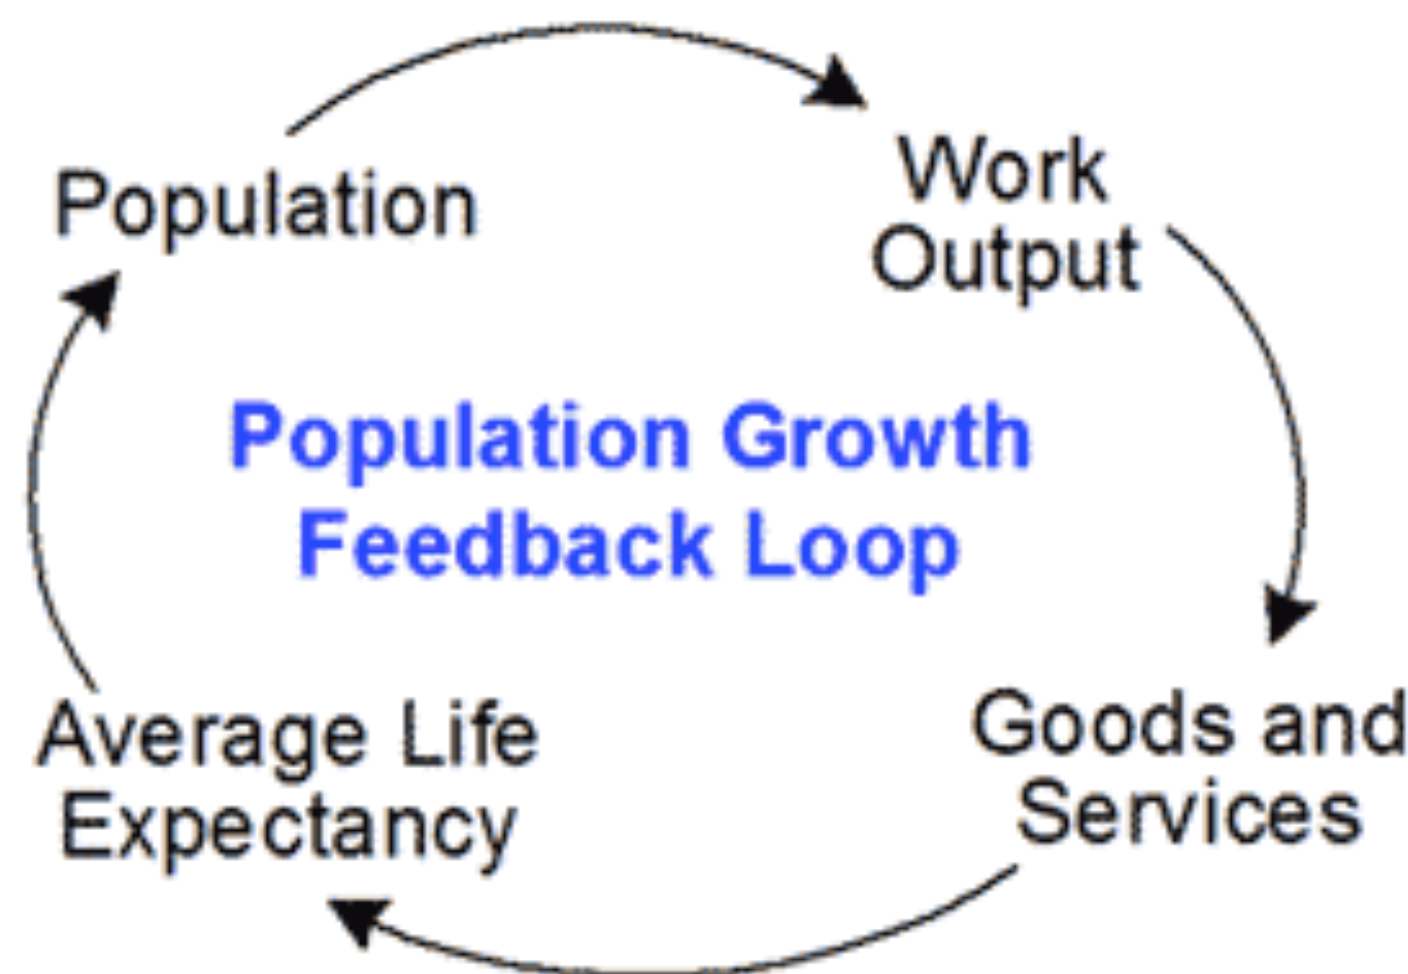 Population
Work
Output
Population Growth
Feedback Loop
Average Life
Expectancy
Goods and
Services